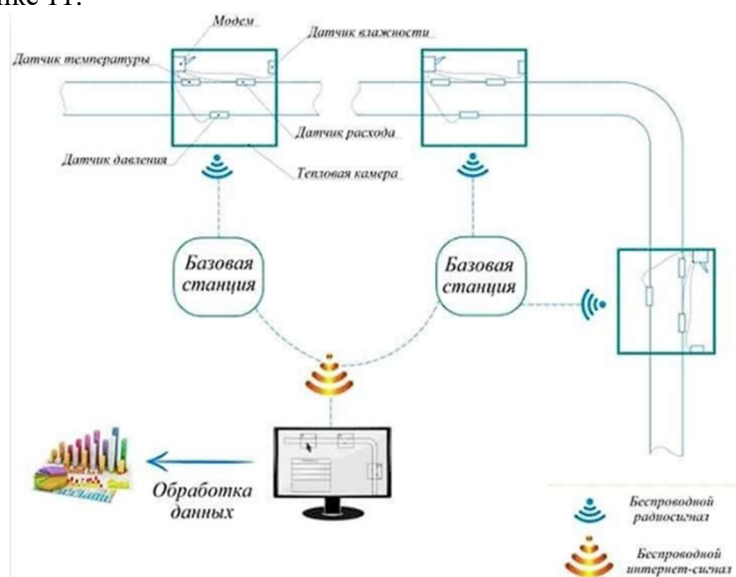 11.
Модем
Датчик влажности
Датчик температуры
Датчик расхода
Датчик давления
Тепловая камера
Базовая
станция
Базовая
станция
Обработка
данных
Беспроводной
радиосигнал
Беспроводной
интернет-сигнал